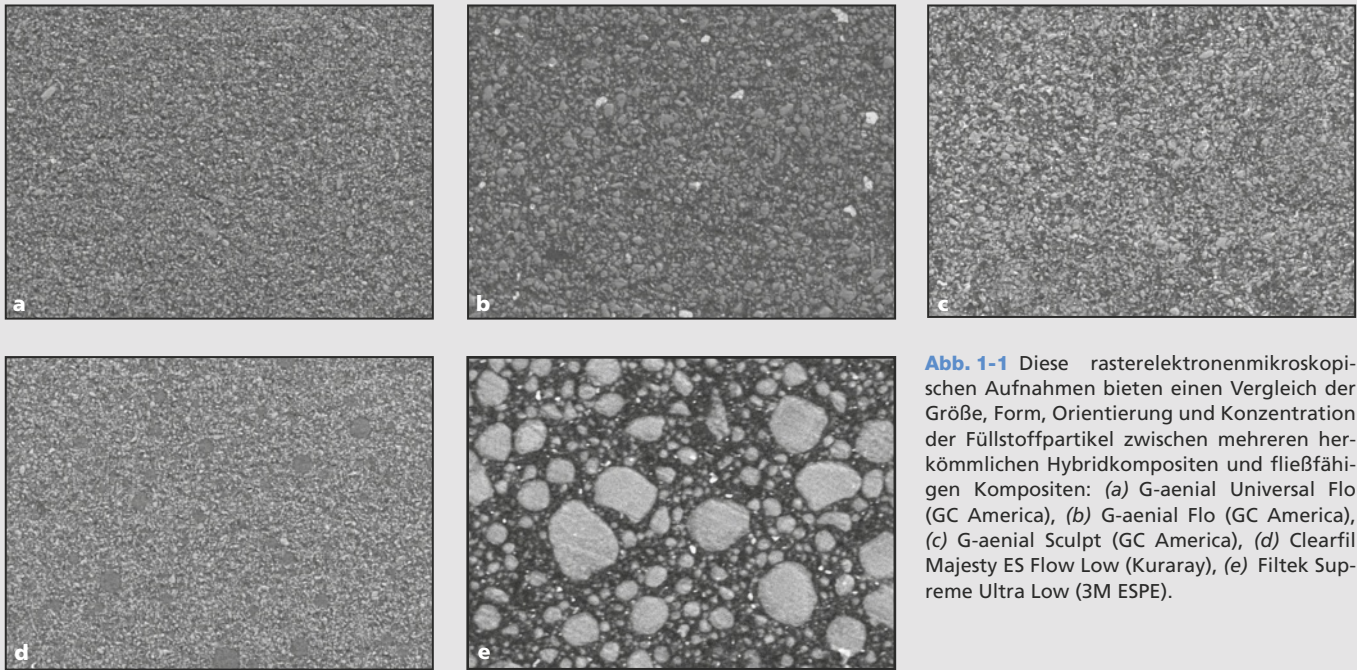 a
b
c
d
e
Abb. 1-1 Diese rasterelektronenmikroskopi-
schen Aufnahmen bieten einen Vergleich der
Größe, Form, Orientierung und Konzentration
der Füllstoffpartikel zwischen mehreren her-
kömmlichen Hybridkompositen und fließfähi-
gen Kompositen: (a) G-aenial Universal Flo
(GC America), (b) G-aenial Flo (GC America),
(c) G-aenial Sculpt (GC America), (d) Clearfil
Majesty ES Flow Low (Kuraray), (e) Filtek Sup-
reme Ultra Low (3M ESPE).